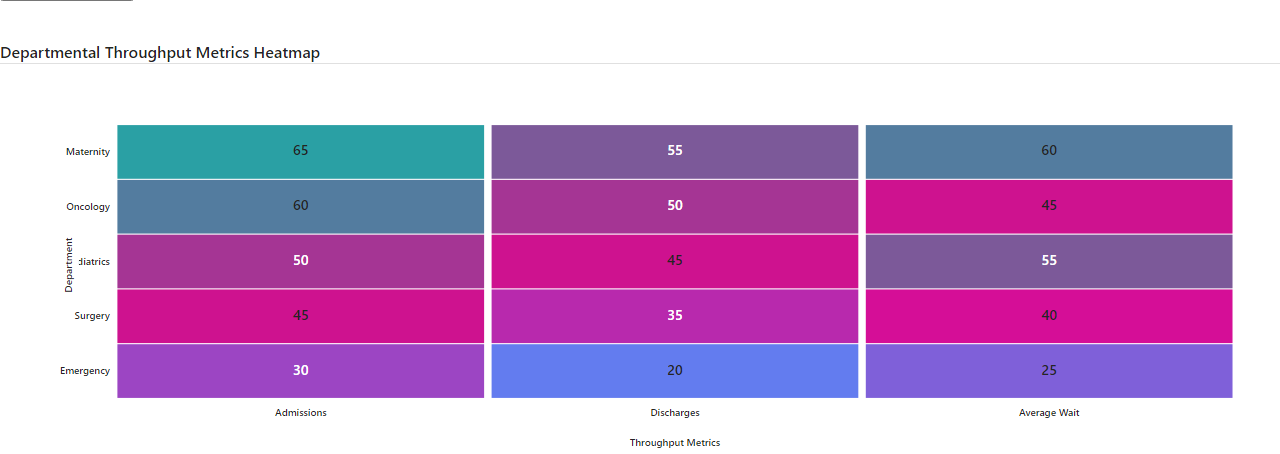 Departmental Throughput Metrics Heatmap
Maternity 65 55 60
Oncology 60 50 45
diatrics 50 45 55
Department
Surgery 45 35 40
Emergency 30 20 25
Admissions Discharges Average Wait
Throughput Metrics